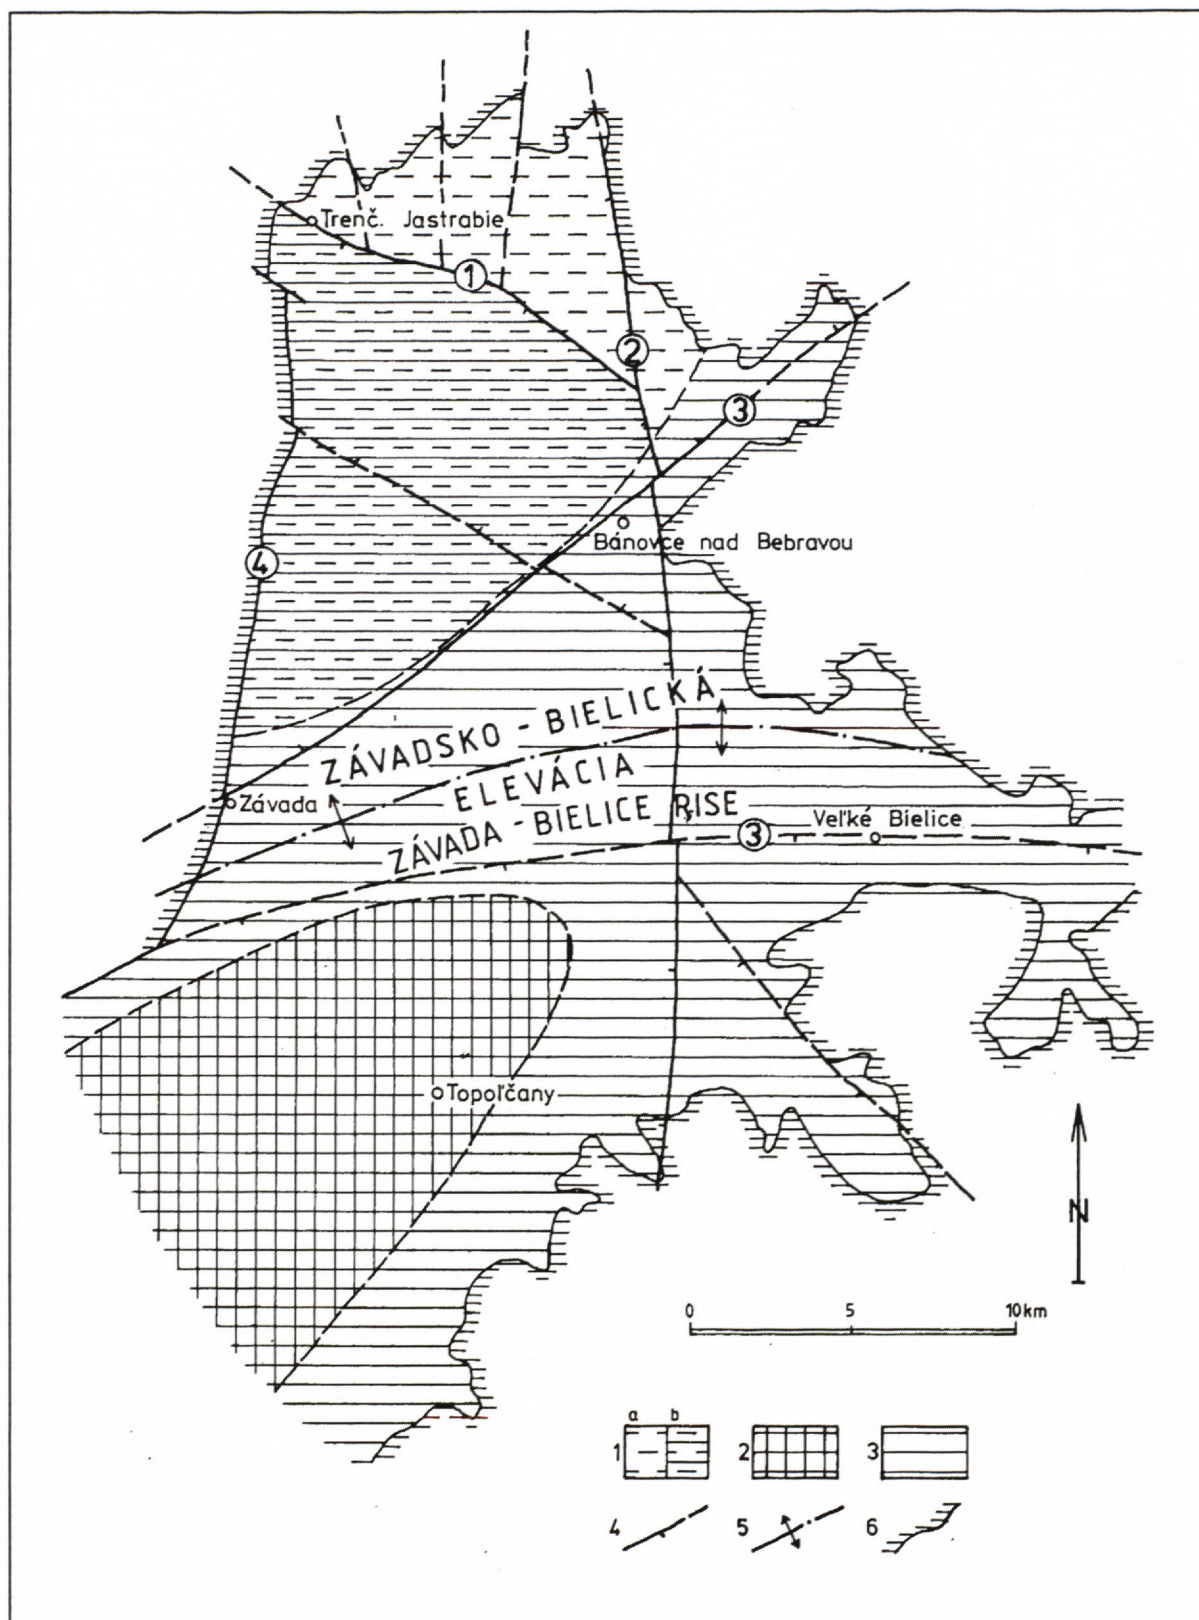 Trenč. Jastrabie
1
2
3
Bánovce nad Bebravou
4
ZÁVADSKO - BIELICKÁ
ELEVÁCIA
ZÁVADA - BIELICE RISE
Závada
3
Veľké Bielice
Topoľčany
N
0 5 10km
a b
1 2 3
4 5 6